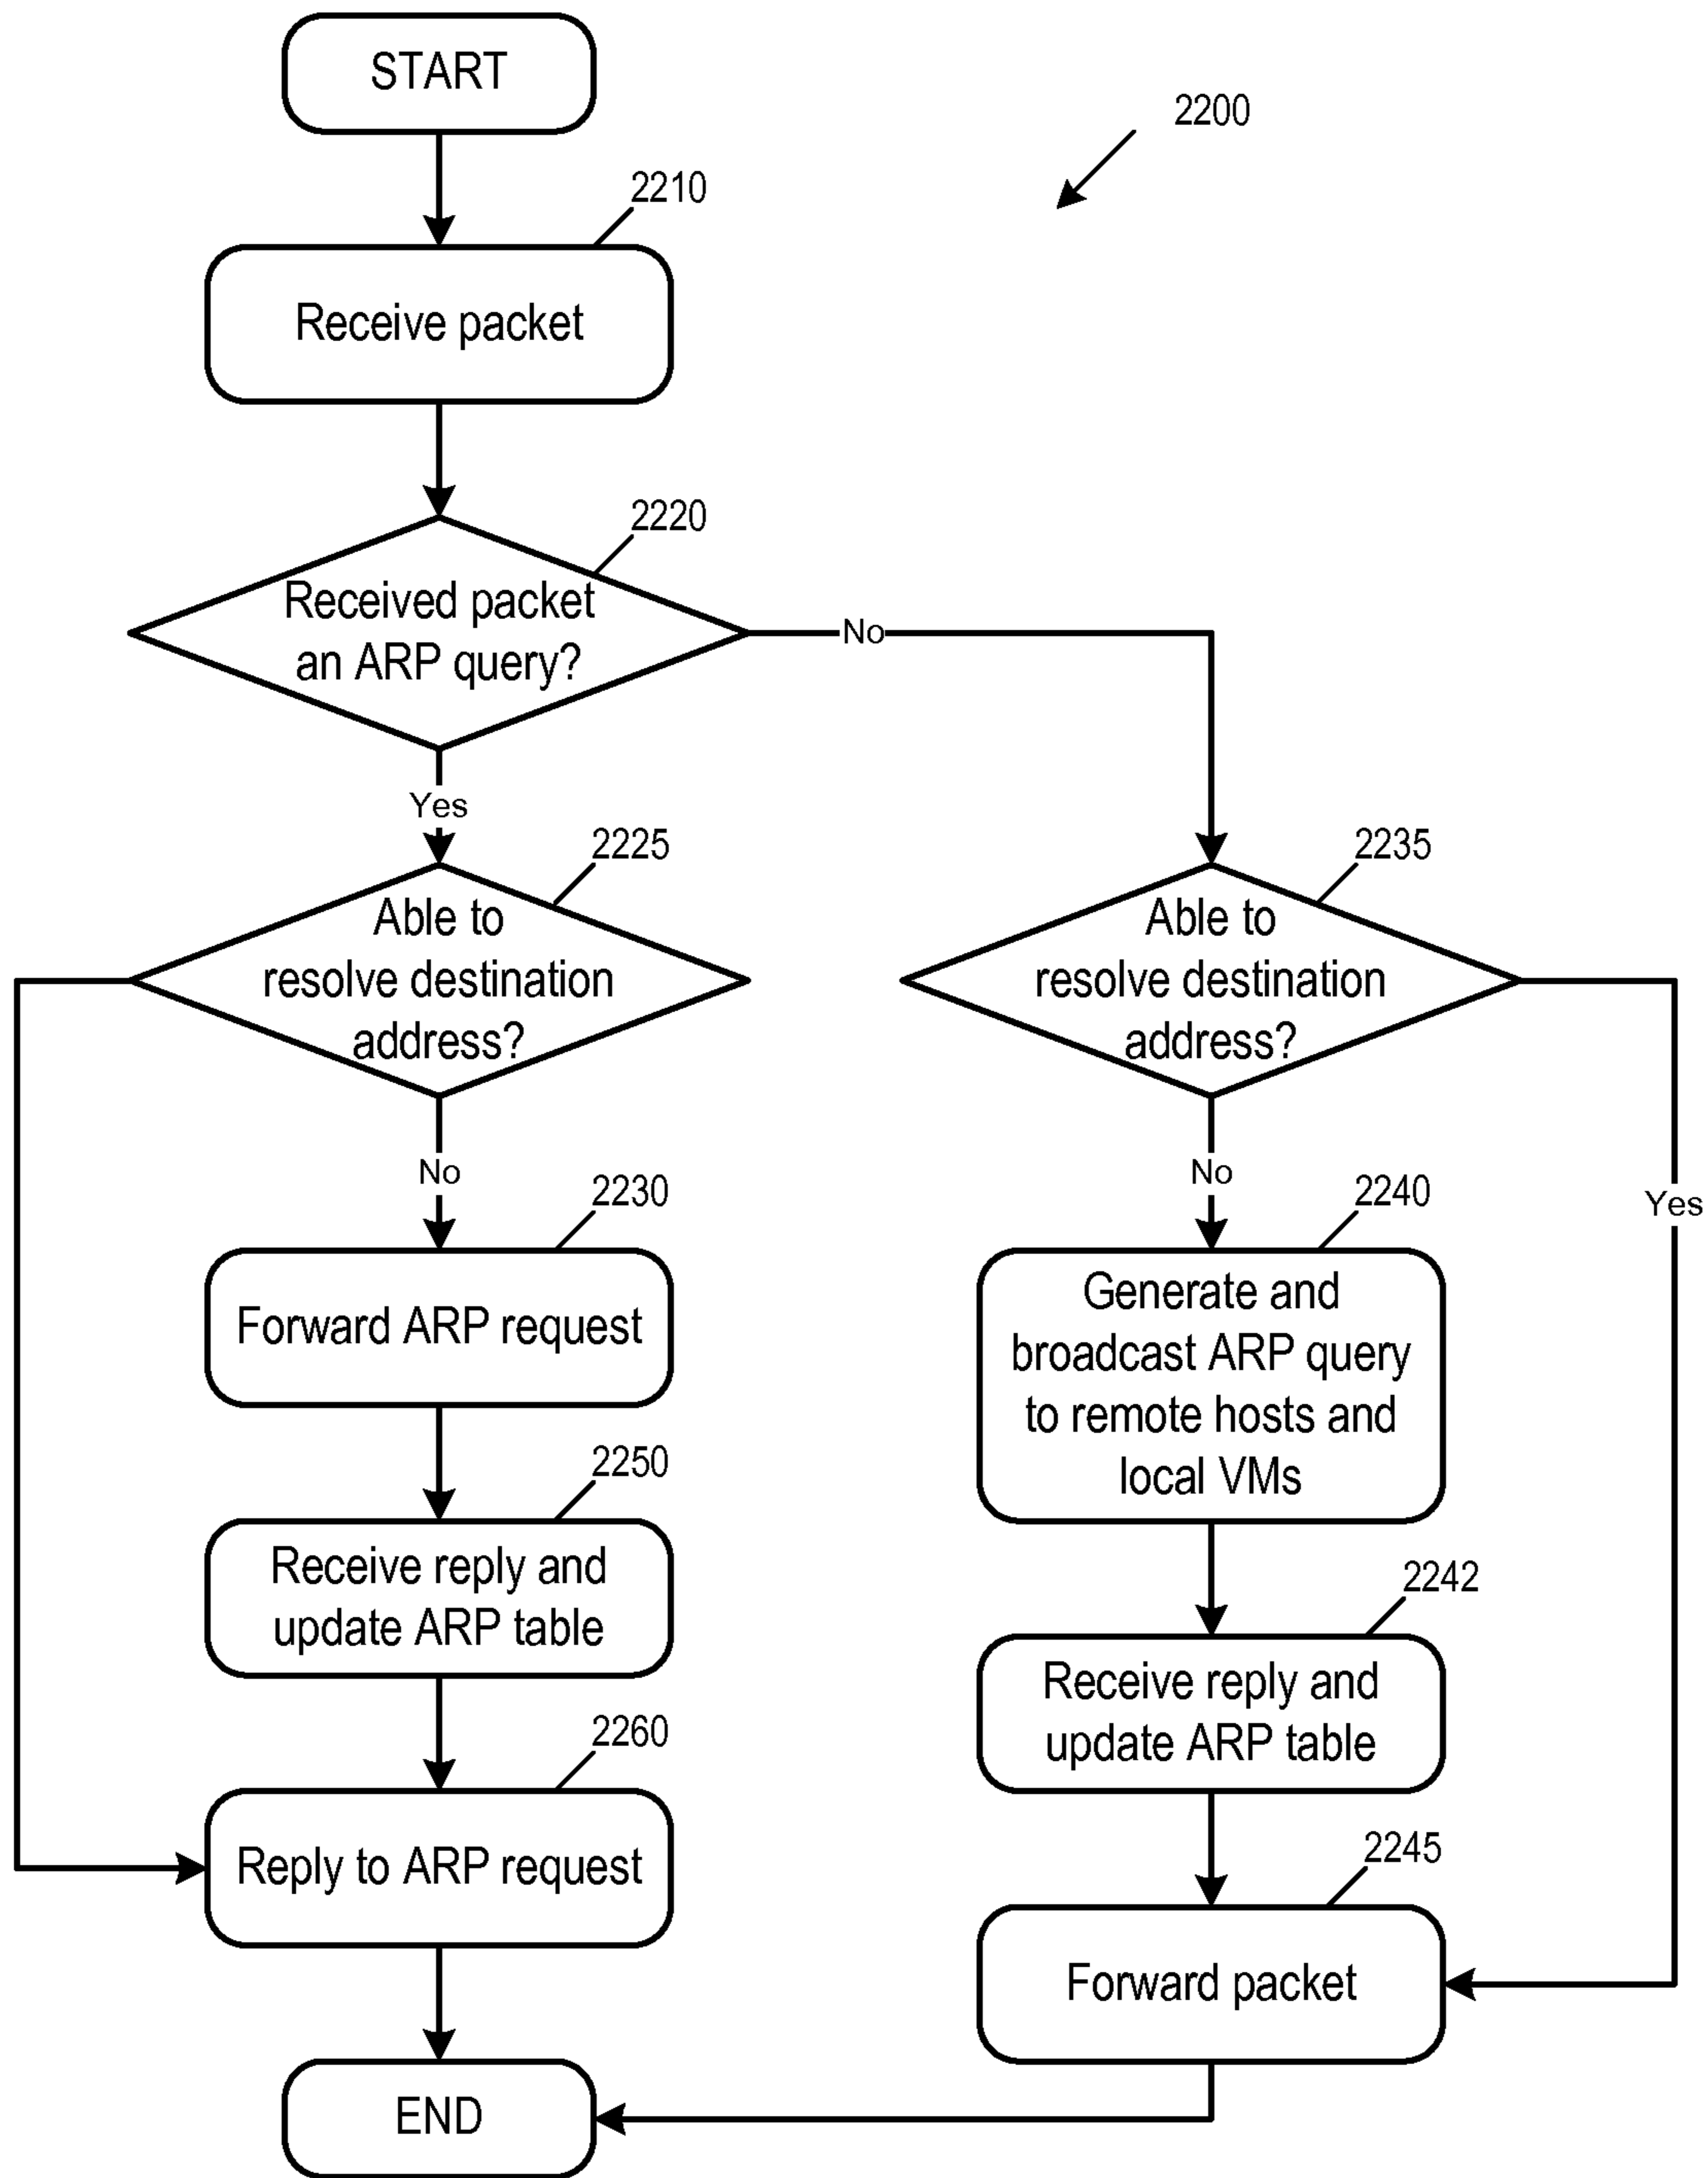 START
2200
2210
Receive packet
2220
Received packet
an ARP query?
No
Yes
2225
Able to
resolve destination
address?
2235
Able to
resolve destination
address?
No
No
Yes
2230
Forward ARP request
2240
Generate and
broadcast ARP query
to remote hosts and
local VMs
2250
Receive reply and
update ARP table
2242
Receive reply and
update ARP table
2260
Reply to ARP request
2245
Forward packet
END